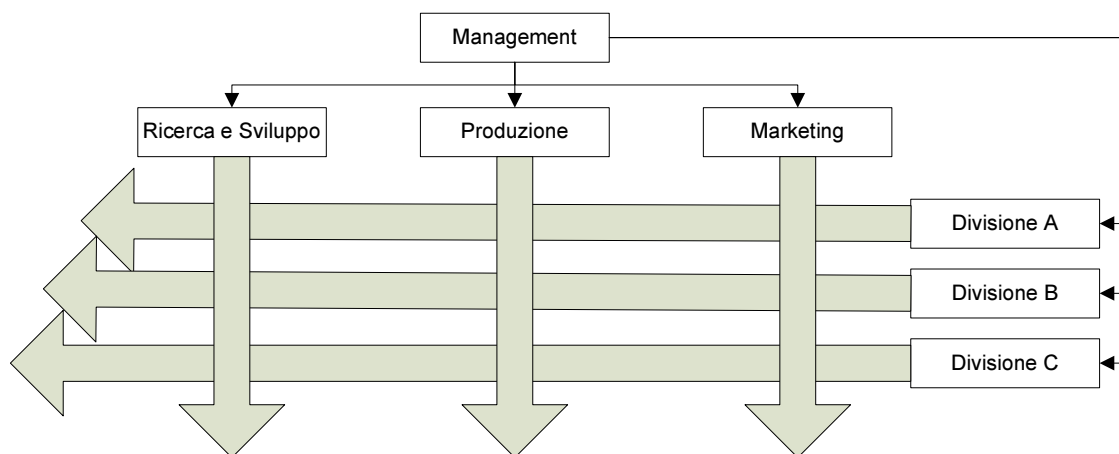 Management
Ricerca e Sviluppo
Produzione
Marketing
Divisione A
Divisione B
Divisione C